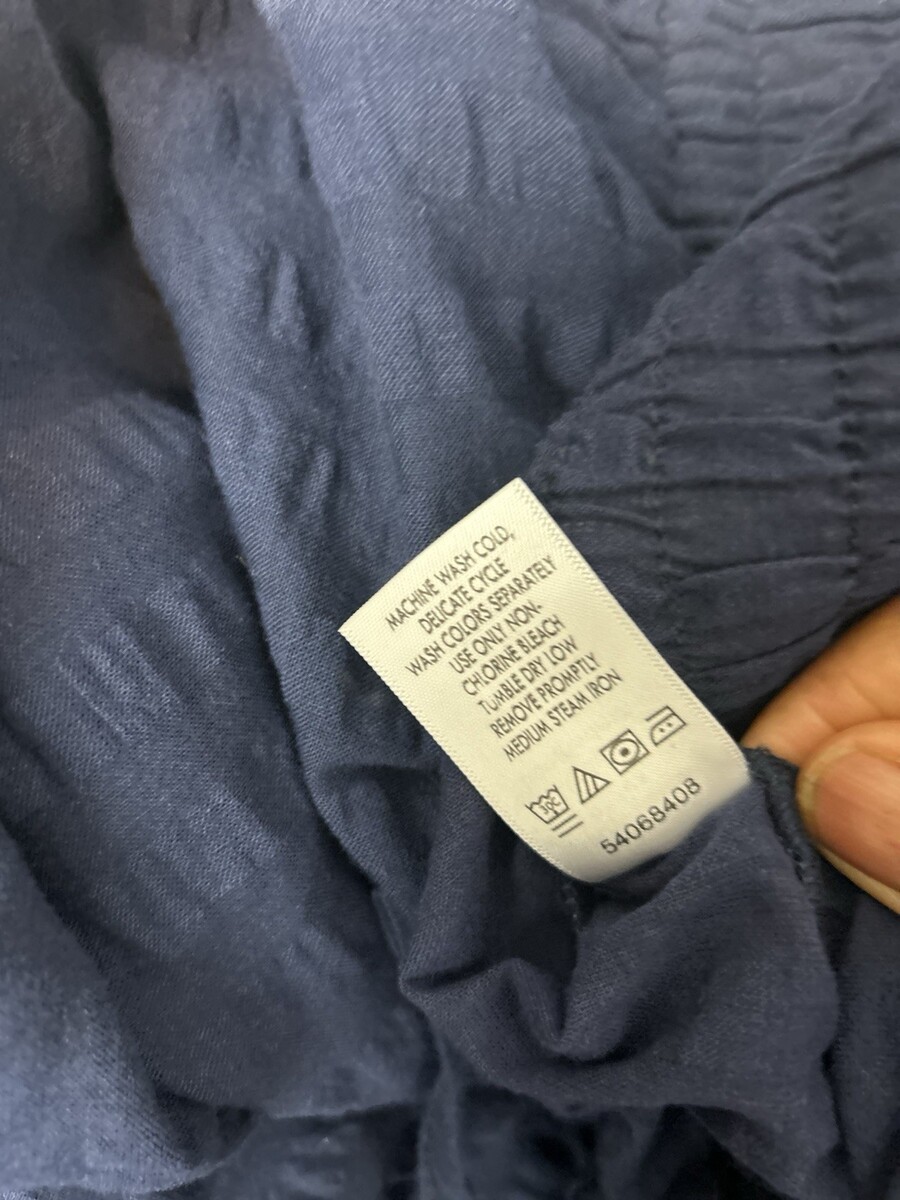 MACHINE WASH COLD,
DELICATE CYCLE
WASH COLORS SEPARATELY
USE ONLY NON-
CHLORINE BLEACH
TUMBLE DRY LOW
REMOVE PROMPTLY
MEDIUM STEAM IRON
30C
54068408